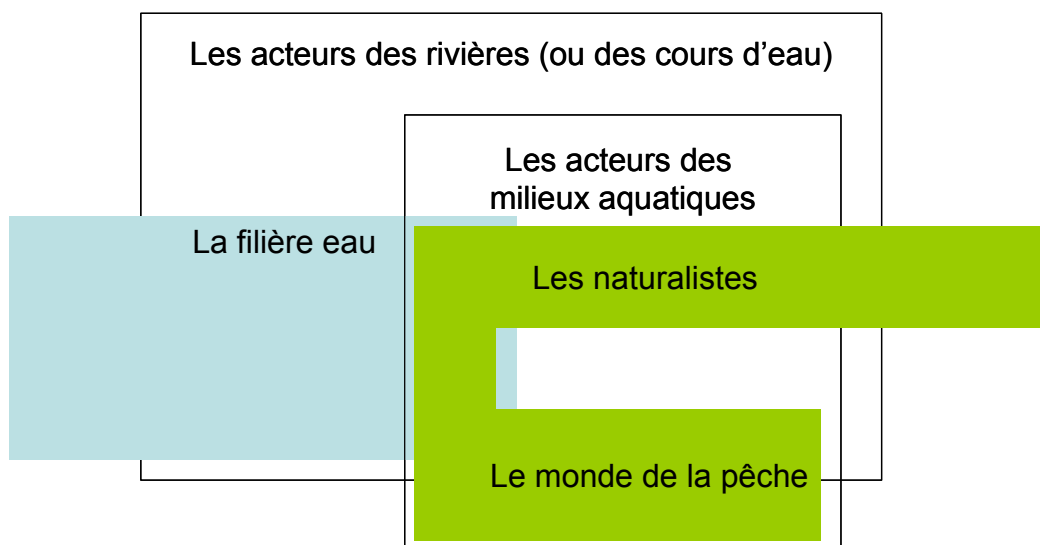 Les acteurs des rivières (ou des cours d’eau)
Les acteurs des
milieux aquatiques
La filière eau
Les naturalistes
Le monde de la pêche